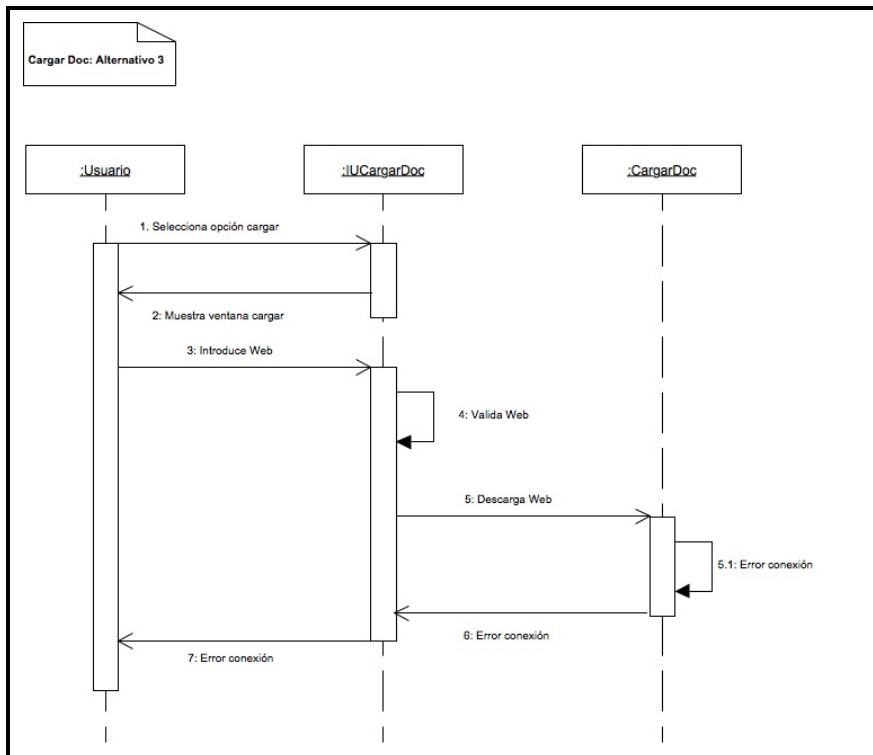 Cargar Doc: Alternativo 3
:Usuario
:IUCargarDoc
:CargarDoc
1. Selecciona opción cargar
2: Muestra ventana cargar
3: Introduce Web
4: Valida Web
5: Descarga Web
5.1: Error conexión
6: Error conexión
7: Error conexión